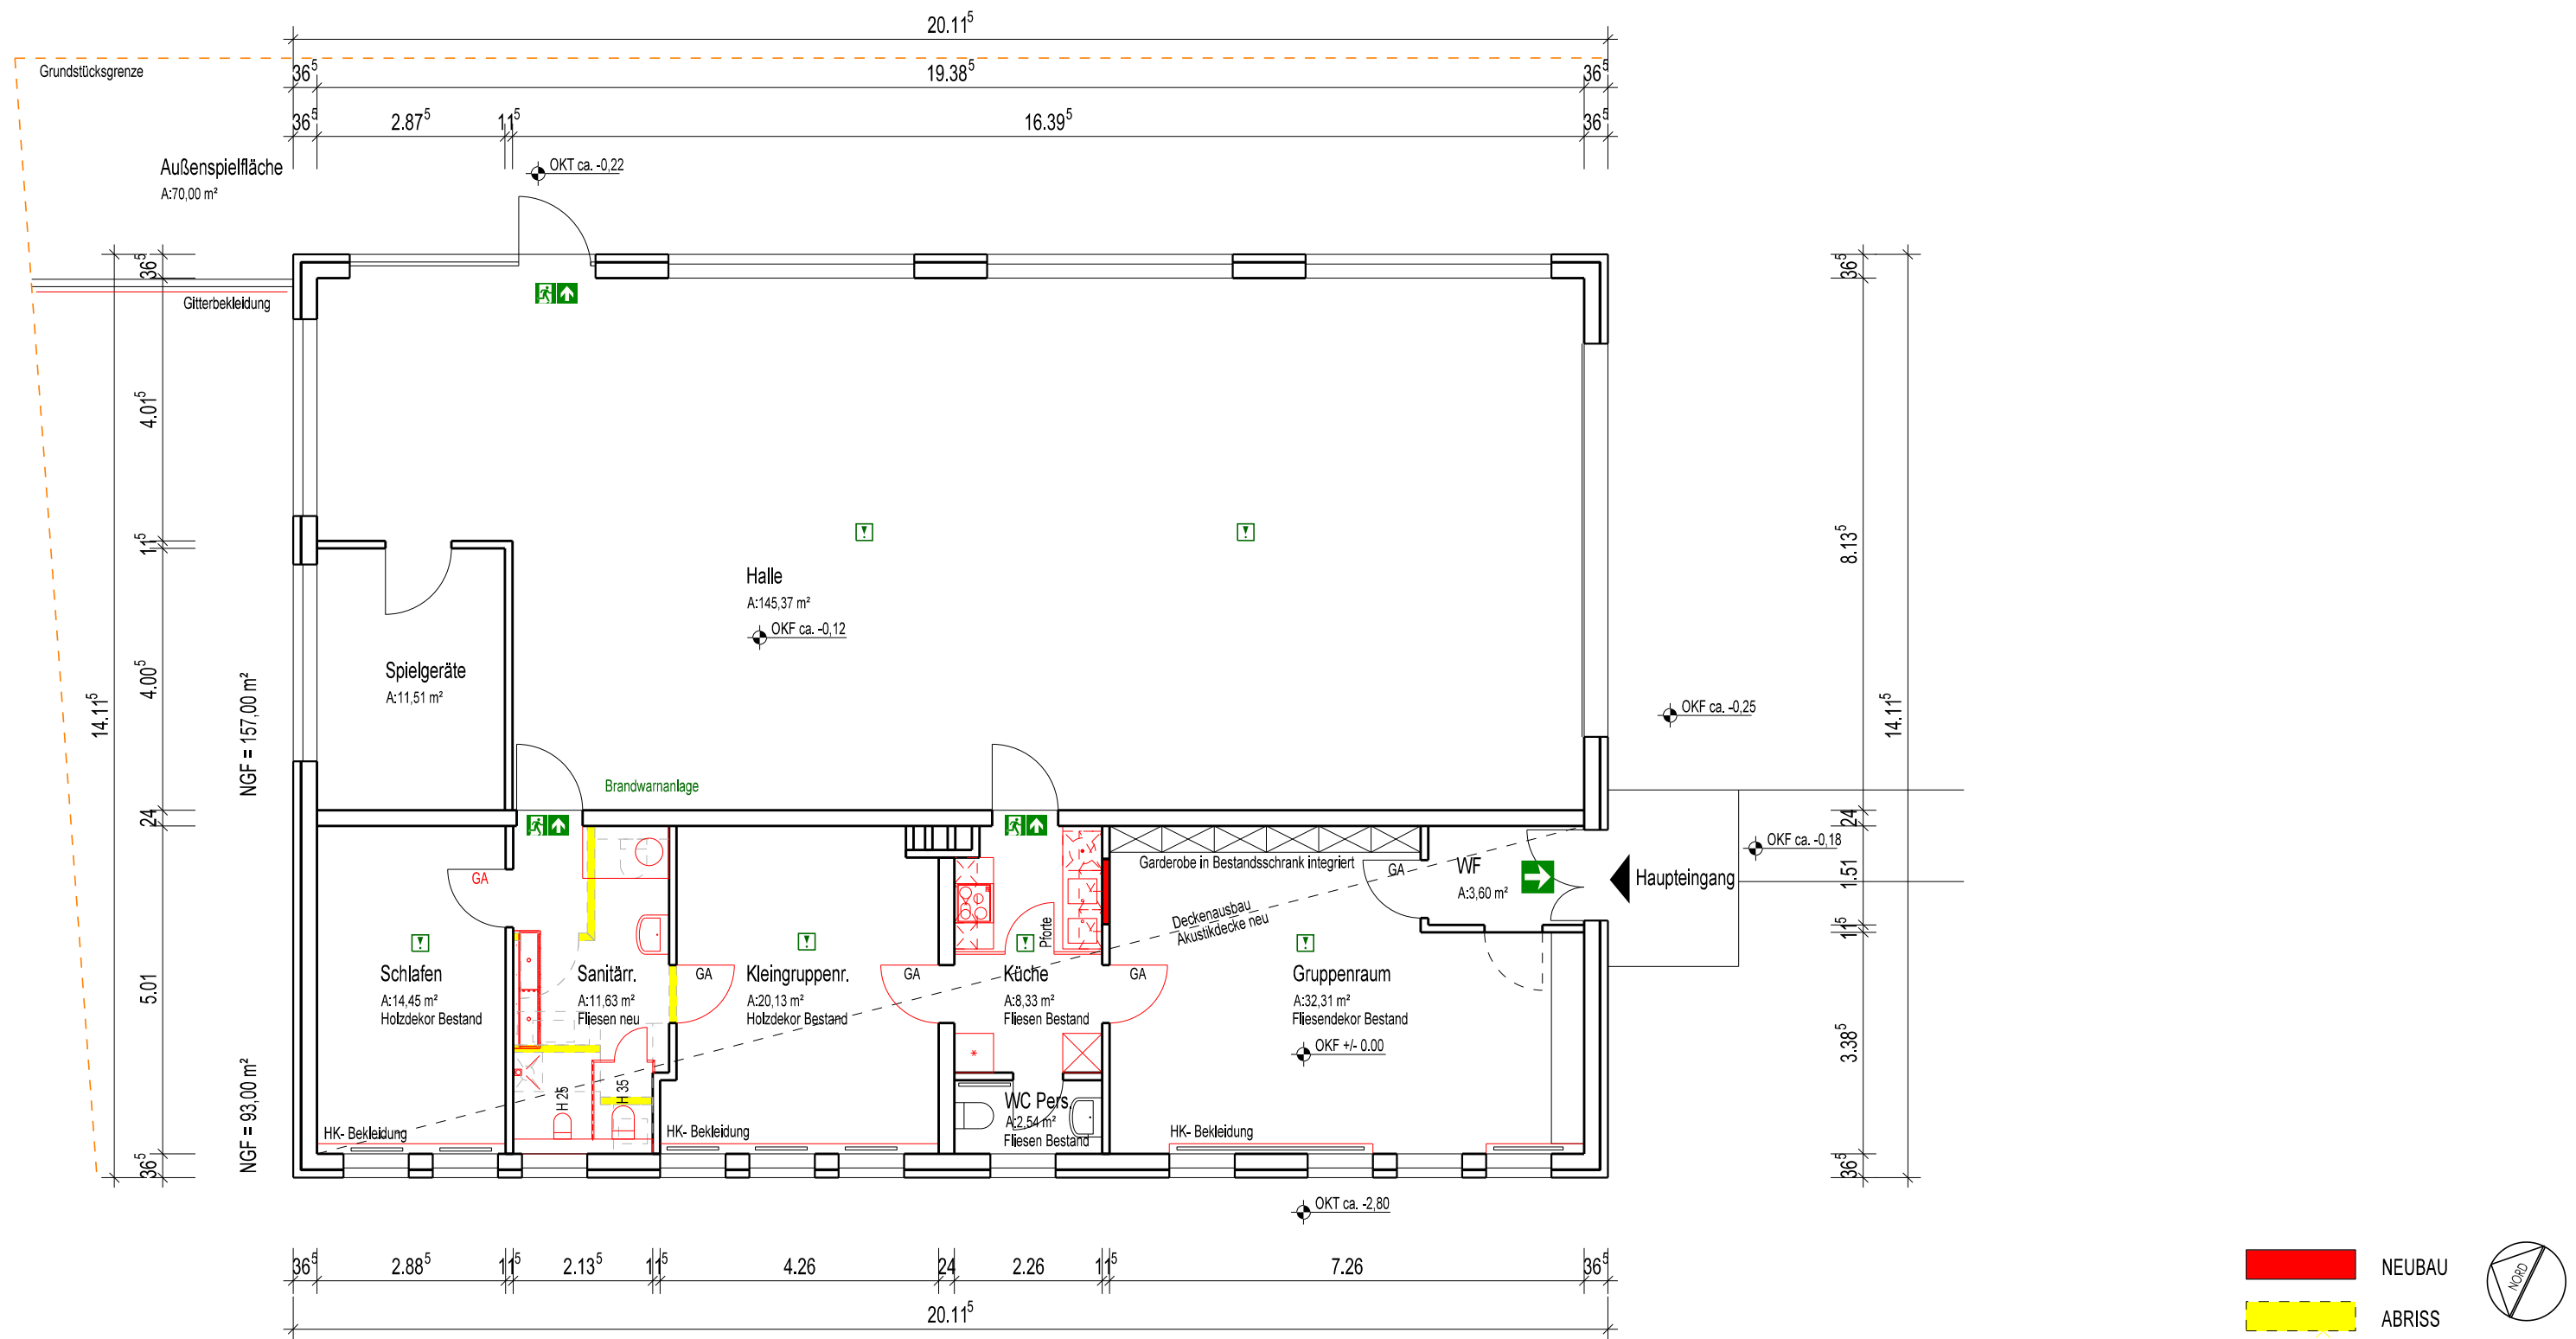 20.11⁵
Grundstücksgrenze
36⁵ 19.38⁵ 36⁵
36⁵ 2.87⁵ 11⁵ 16.39⁵ 36⁵
Außenspielfläche
A:70,00 m²
OKT ca. -0,22
Gitterbekleidung
36⁵
4.01⁵
11⁵
4.00⁵
24
5.01
36⁵
14.11⁵
NGF = 157,00 m²
NGF = 93,00 m²
Halle
A:145,37 m²
OKF ca. -0,12
Spielgeräte
A:11,51 m²
Brandwarnanlage
36⁵
8.13⁵
24
1.51
11⁵
3.38⁵
36⁵
14.11⁵
OKF ca. -0,25
OKF ca. -0,18
Haupteingang
GA
Schlafen
A:14,45 m²
Holzdekor Bestand
HK- Bekleidung
Sanitärr.
A:11,63 m²
Fliesen neu
H 25
H 35
GA
Kleingruppenr.
A:20,13 m²
Holzdekor Bestand
HK- Bekleidung
GA
Pforte
Küche
A:8,33 m²
Fliesen Bestand
WC Pers.
A:2,54 m²
Fliesen Bestand
GA
Garderobe in Bestandsschrank integriert
Deckenausbau
Akustikdecke neu
GA
WF
A:3,60 m²
Gruppenraum
A:32,31 m²
Fliesendekor Bestand
OKF +/- 0.00
HK- Bekleidung
OKT ca. -2,80
36⁵ 2.88⁵ 11⁵ 2.13⁵ 11⁵ 4.26 24 2.26 11⁵ 7.26 36⁵
20.11⁵
NEUBAU
ABRISS
NORD